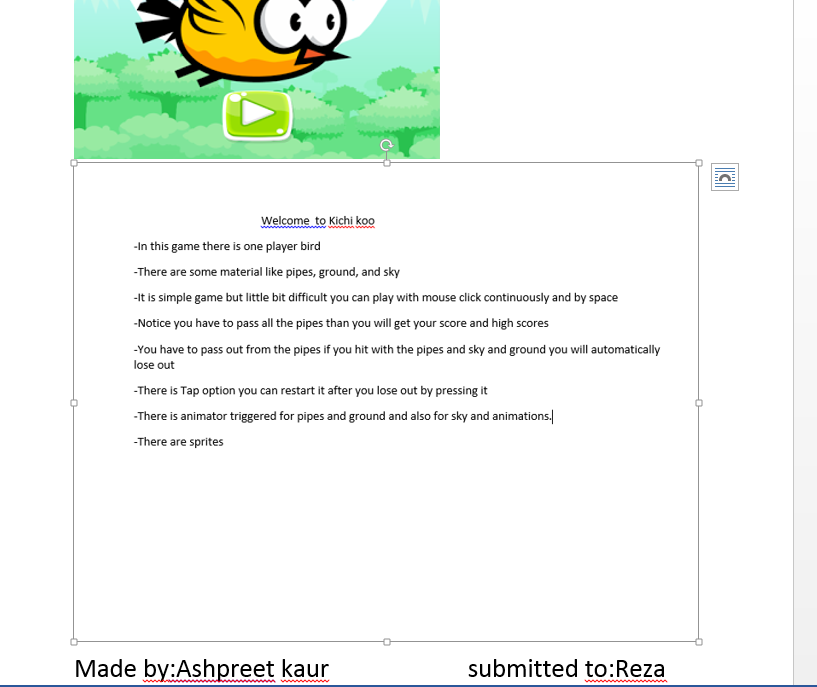 Welcome  to Kichi koo
-In this game there is one player bird
-There are some material like pipes, ground, and sky
-It is simple game but little bit difficult you can play with mouse click continuously and by space
-Notice you have to pass all the pipes than you will get your score and high scores
-You have to pass out from the pipes if you hit with the pipes and sky and ground you will automatically
lose out
-There is Tap option you can restart it after you lose out by pressing it
-There is animator triggered for pipes and ground and also for sky and animations.
-There are sprites
Made by:Ashpreet kaur submitted to:Reza